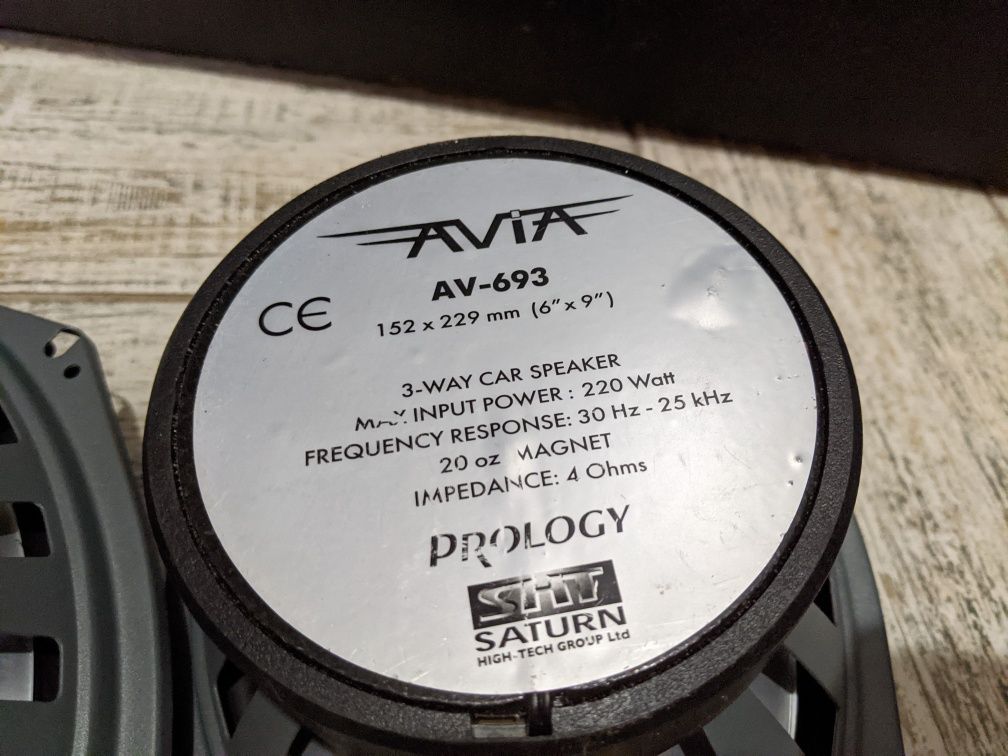 AViA
AV-693
CE
152 x 229 mm (6" x 9")
3-WAY CAR SPEAKER
MAX INPUT POWER : 220 Watt
FREQUENCY RESPONSE: 30 Hz - 25 kHz
20 oz MAGNET
IMPEDANCE: 4 Ohms
PROLOGY
SHT
SATURN
HIGH-TECH GROUP Ltd